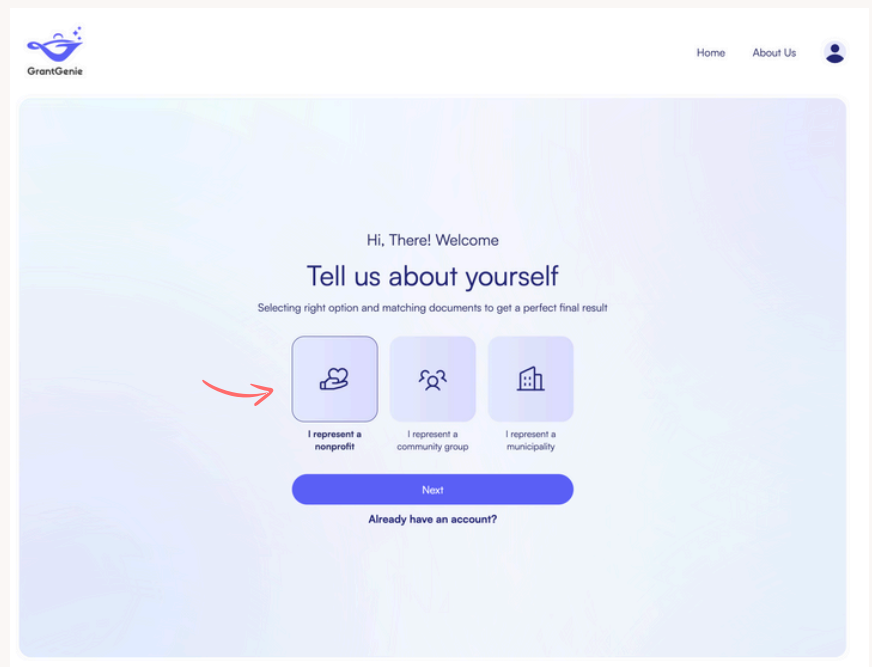 GrantGenie
Home
About Us
Hi, There! Welcome
Tell us about yourself
Selecting right option and matching documents to get a perfect final result
I represent a
nonprofit
I represent a
community group
I represent a
municipality
Next
Already have an account?